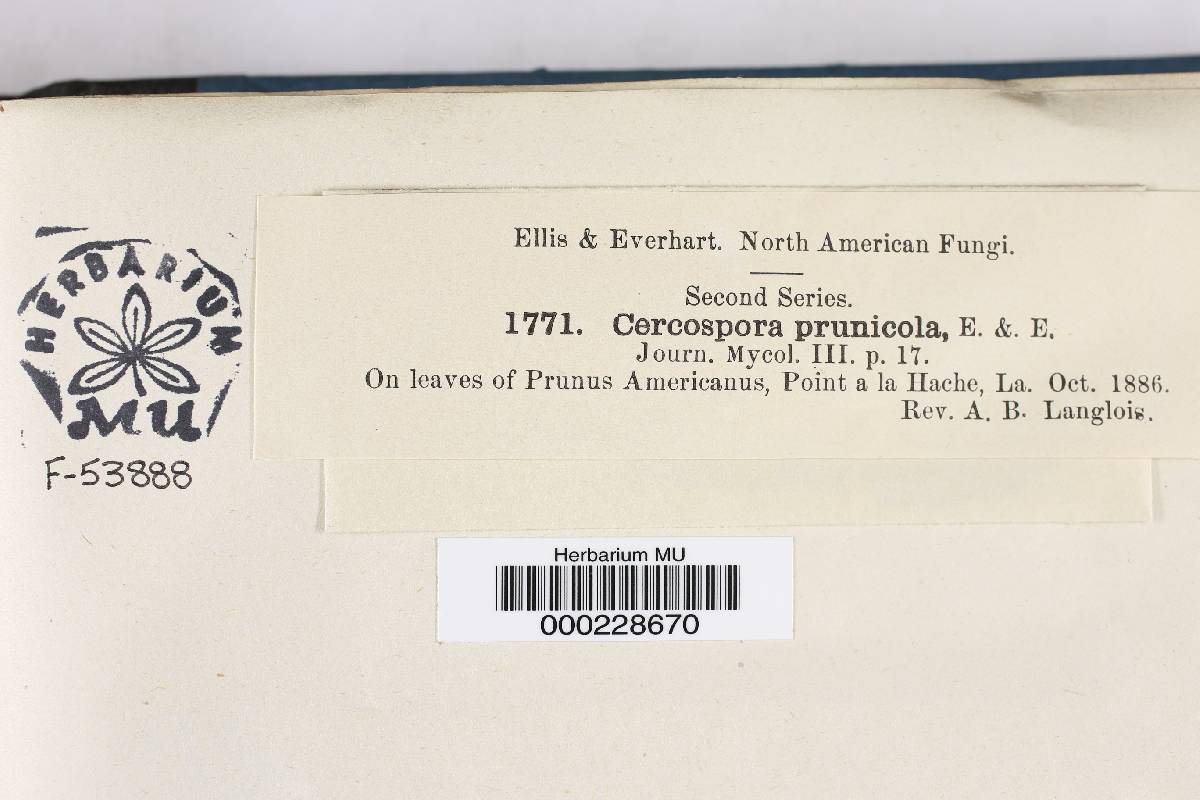 Ellis & Everhart. North American Fungi.
Second Series.
1771. Cercospora prunicola, E. &. E.
Journ. Mycol. III. p. 17.
On leaves of Prunus Americanus, Point a la Hache, La. Oct. 1886.
Rev. A. B. Langlois.
HERBARIUM
MU
F-53888
Herbarium MU
000228670